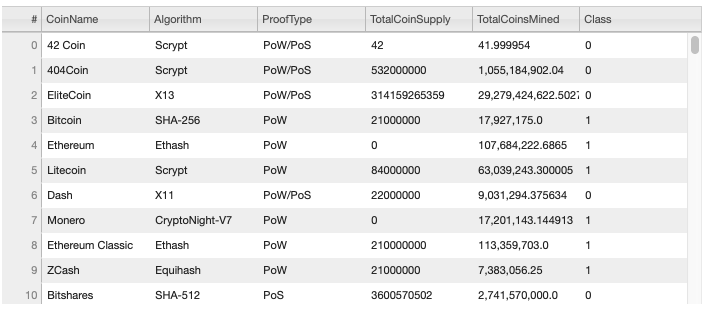 # CoinName Algorithm ProofType TotalCoinSupply TotalCoinsMined Class
0 42 Coin Scrypt PoW/PoS 42 41.999954 0
1 404Coin Scrypt PoW/PoS 532000000 1,055,184,902.04 0
2 EliteCoin X13 PoW/PoS 314159265359 29,279,424,622.5027 0
3 Bitcoin SHA-256 PoW 21000000 17,927,175.0 1
4 Ethereum Ethash PoW 0 107,684,222.6865 1
5 Litecoin Scrypt PoW 84000000 63,039,243.300005 1
6 Dash X11 PoW/PoS 22000000 9,031,294.375634 0
7 Monero CryptoNight-V7 PoW 0 17,201,143.144913 1
8 Ethereum Classic Ethash PoW 210000000 113,359,703.0 1
9 ZCash Equihash PoW 21000000 7,383,056.25 1
10 Bitshares SHA-512 PoS 3600570502 2,741,570,000.0 0